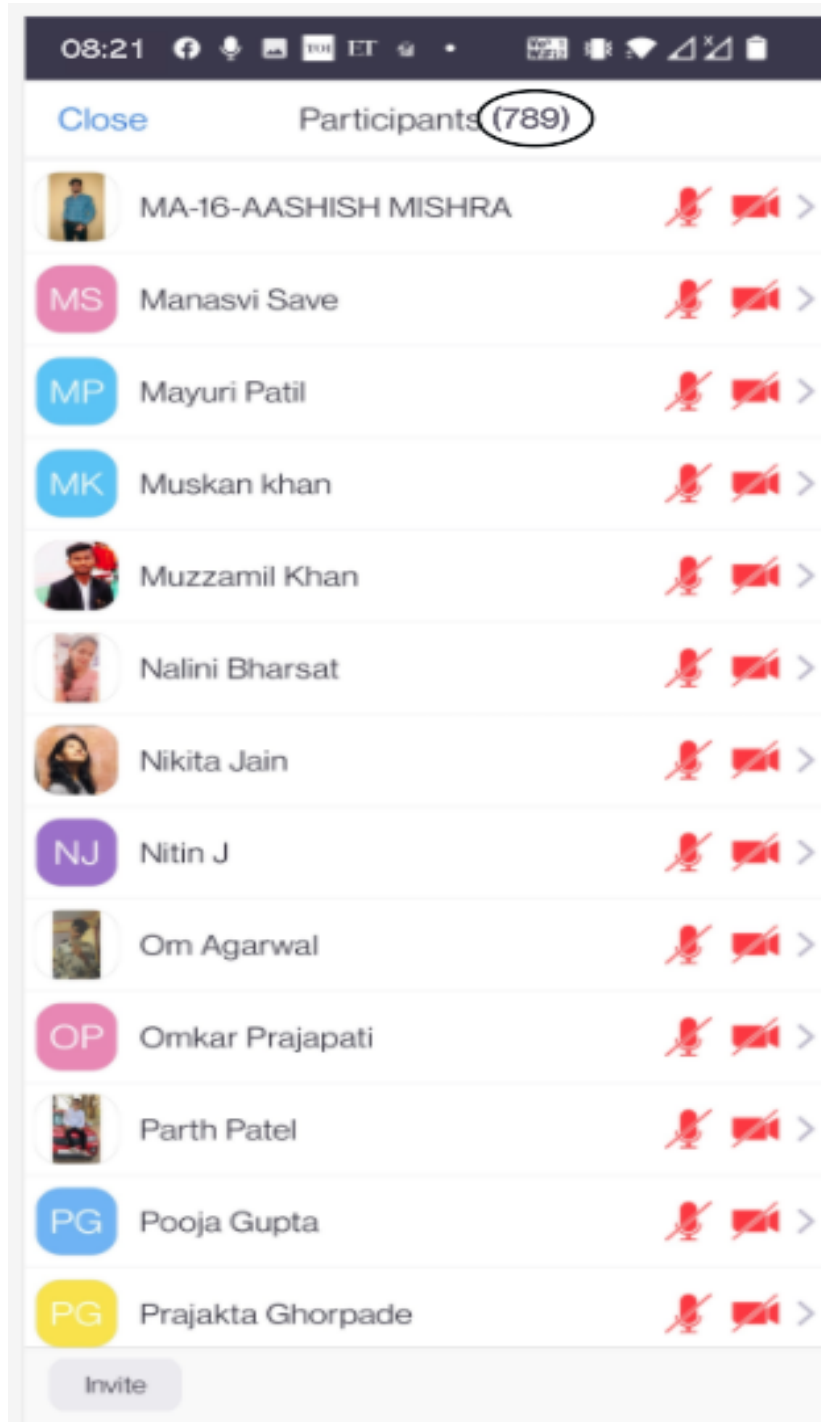 08:21 TOI ET
Close Participants (789)
MA-16-AASHISH MISHRA
MS Manasvi Save
MP Mayuri Patil
MK Muskan khan
Muzzamil Khan
Nalini Bharsat
Nikita Jain
NJ Nitin J
Om Agarwal
OP Omkar Prajapati
Parth Patel
PG Pooja Gupta
PG Prajakta Ghorpade
Invite